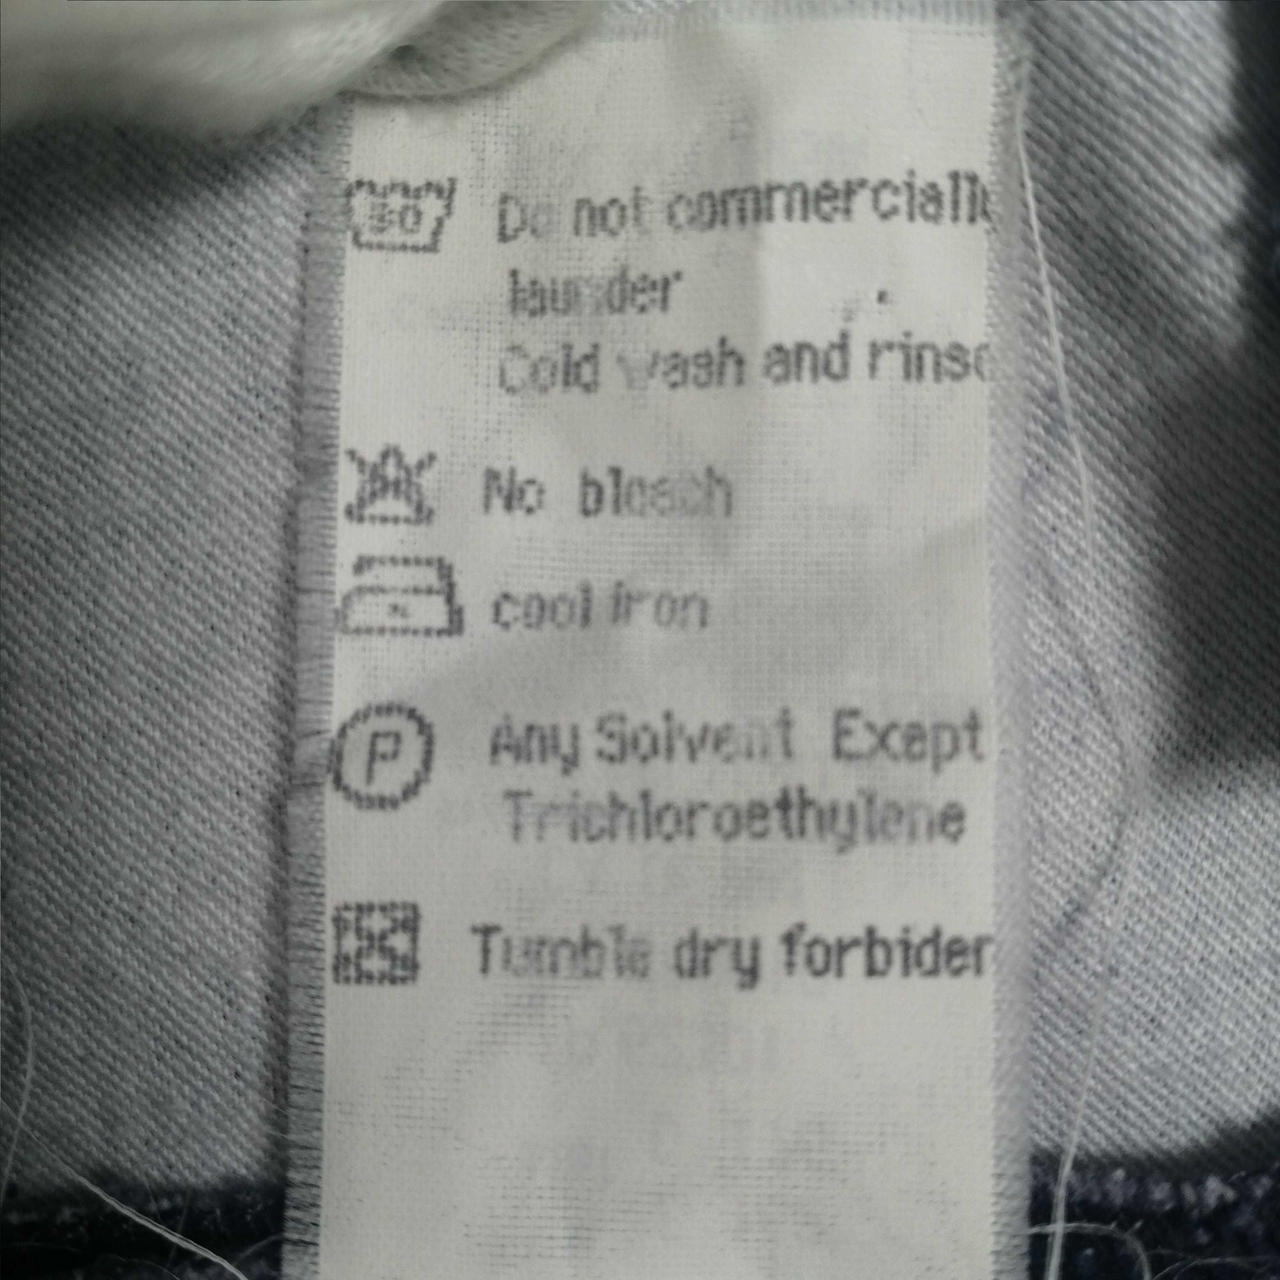 30 Do not commercially
launder
Cold wash and rinse
No bleach
cool iron
P Any Solvent Except
Trichloroethylene
Tumble dry forbiden